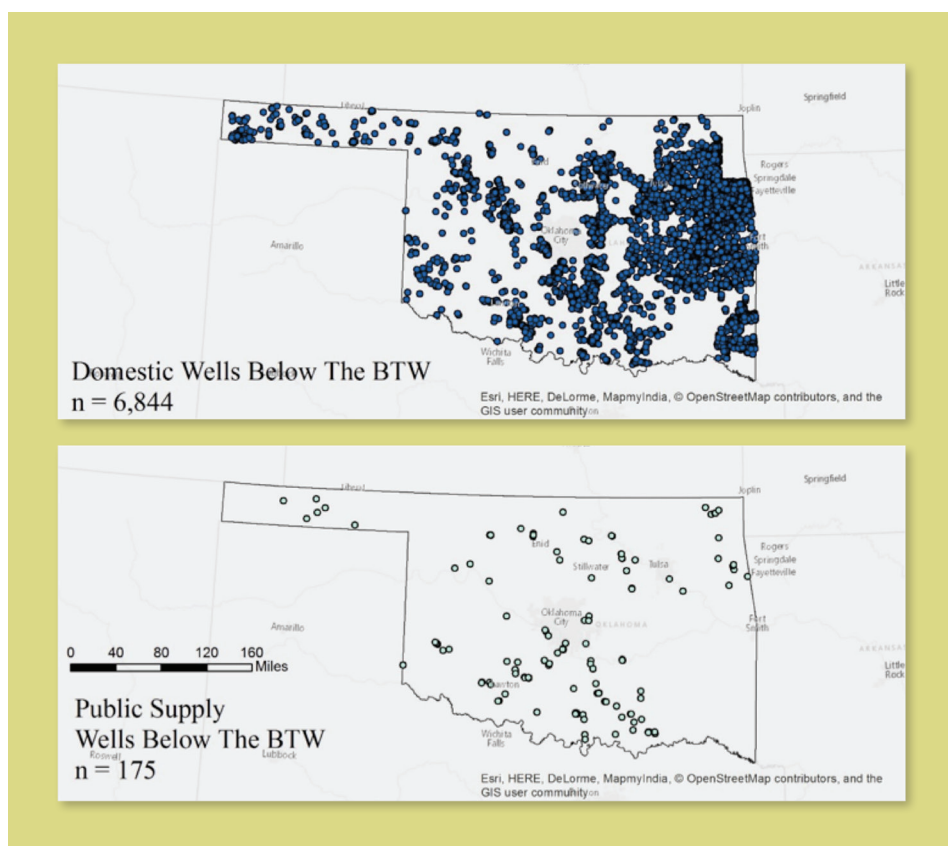 Springfield
Joplin
Liberal
Rogers
Springdale
Fayetteville
Enid
Oklahoma
City
Amarillo
ARKANSA
Little
Rock
Wichita
Falls
Domestic Wells Below The BTW
n = 6,844
Esri, HERE, DeLorme, MapmyIndia, © OpenStreetMap contributors, and the
GIS user community
Springfield
Joplin
Liberal
Rogers
Springdale
Fayetteville
Enid
Stillwater
Tulsa
Oklahoma
City
OKLAHOMA
Fort
Smith
Amarillo
ARKANSA
Little
Rock
0 40 80 120 160
Miles
Lawton
Public Supply
Wells Below The BTW
n = 175
Wichita
Falls
Roswell
Lubbock
Esri, HERE, DeLorme, MapmyIndia, © OpenStreetMap contributors, and the
GIS user community